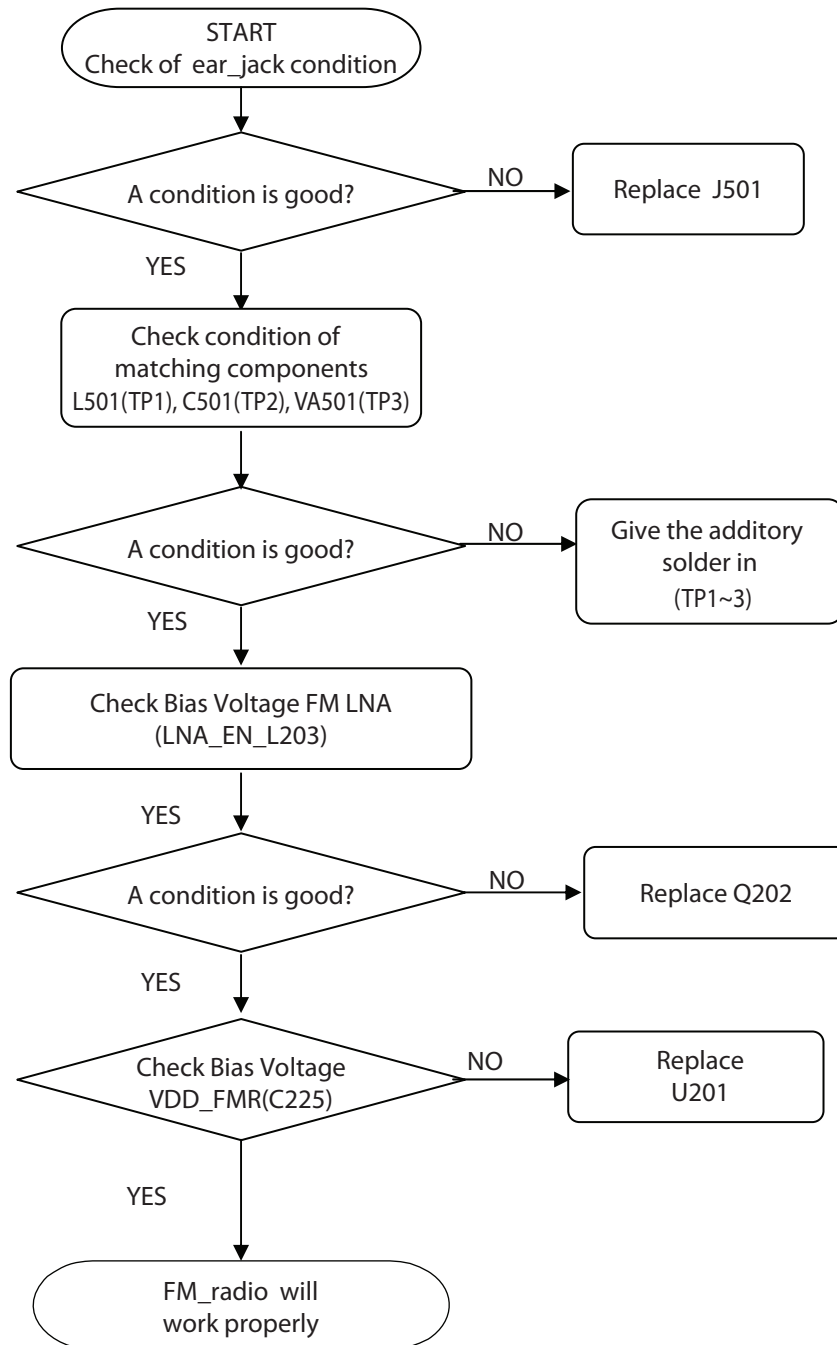 START
Check of ear_jack condition
A condition is good?
NO
Replace J501
YES
Check condition of
matching components
L501(TP1), C501(TP2), VA501(TP3)
A condition is good?
NO
Give the additory
solder in
(TP1~3)
YES
Check Bias Voltage FM LNA
(LNA_EN_L203)
YES
A condition is good?
NO
Replace Q202
YES
Check Bias Voltage
VDD_FMR(C225)
NO
Replace
U201
YES
FM_radio will
work properly